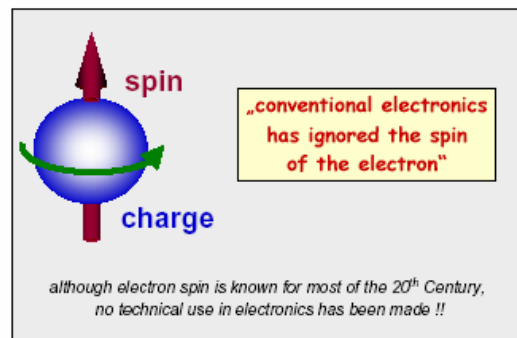 spin
„conventional electronics
has ignored the spin
of the electron“
charge
although electron spin is known for most of the 20th Century,
no technical use in electronics has been made !!